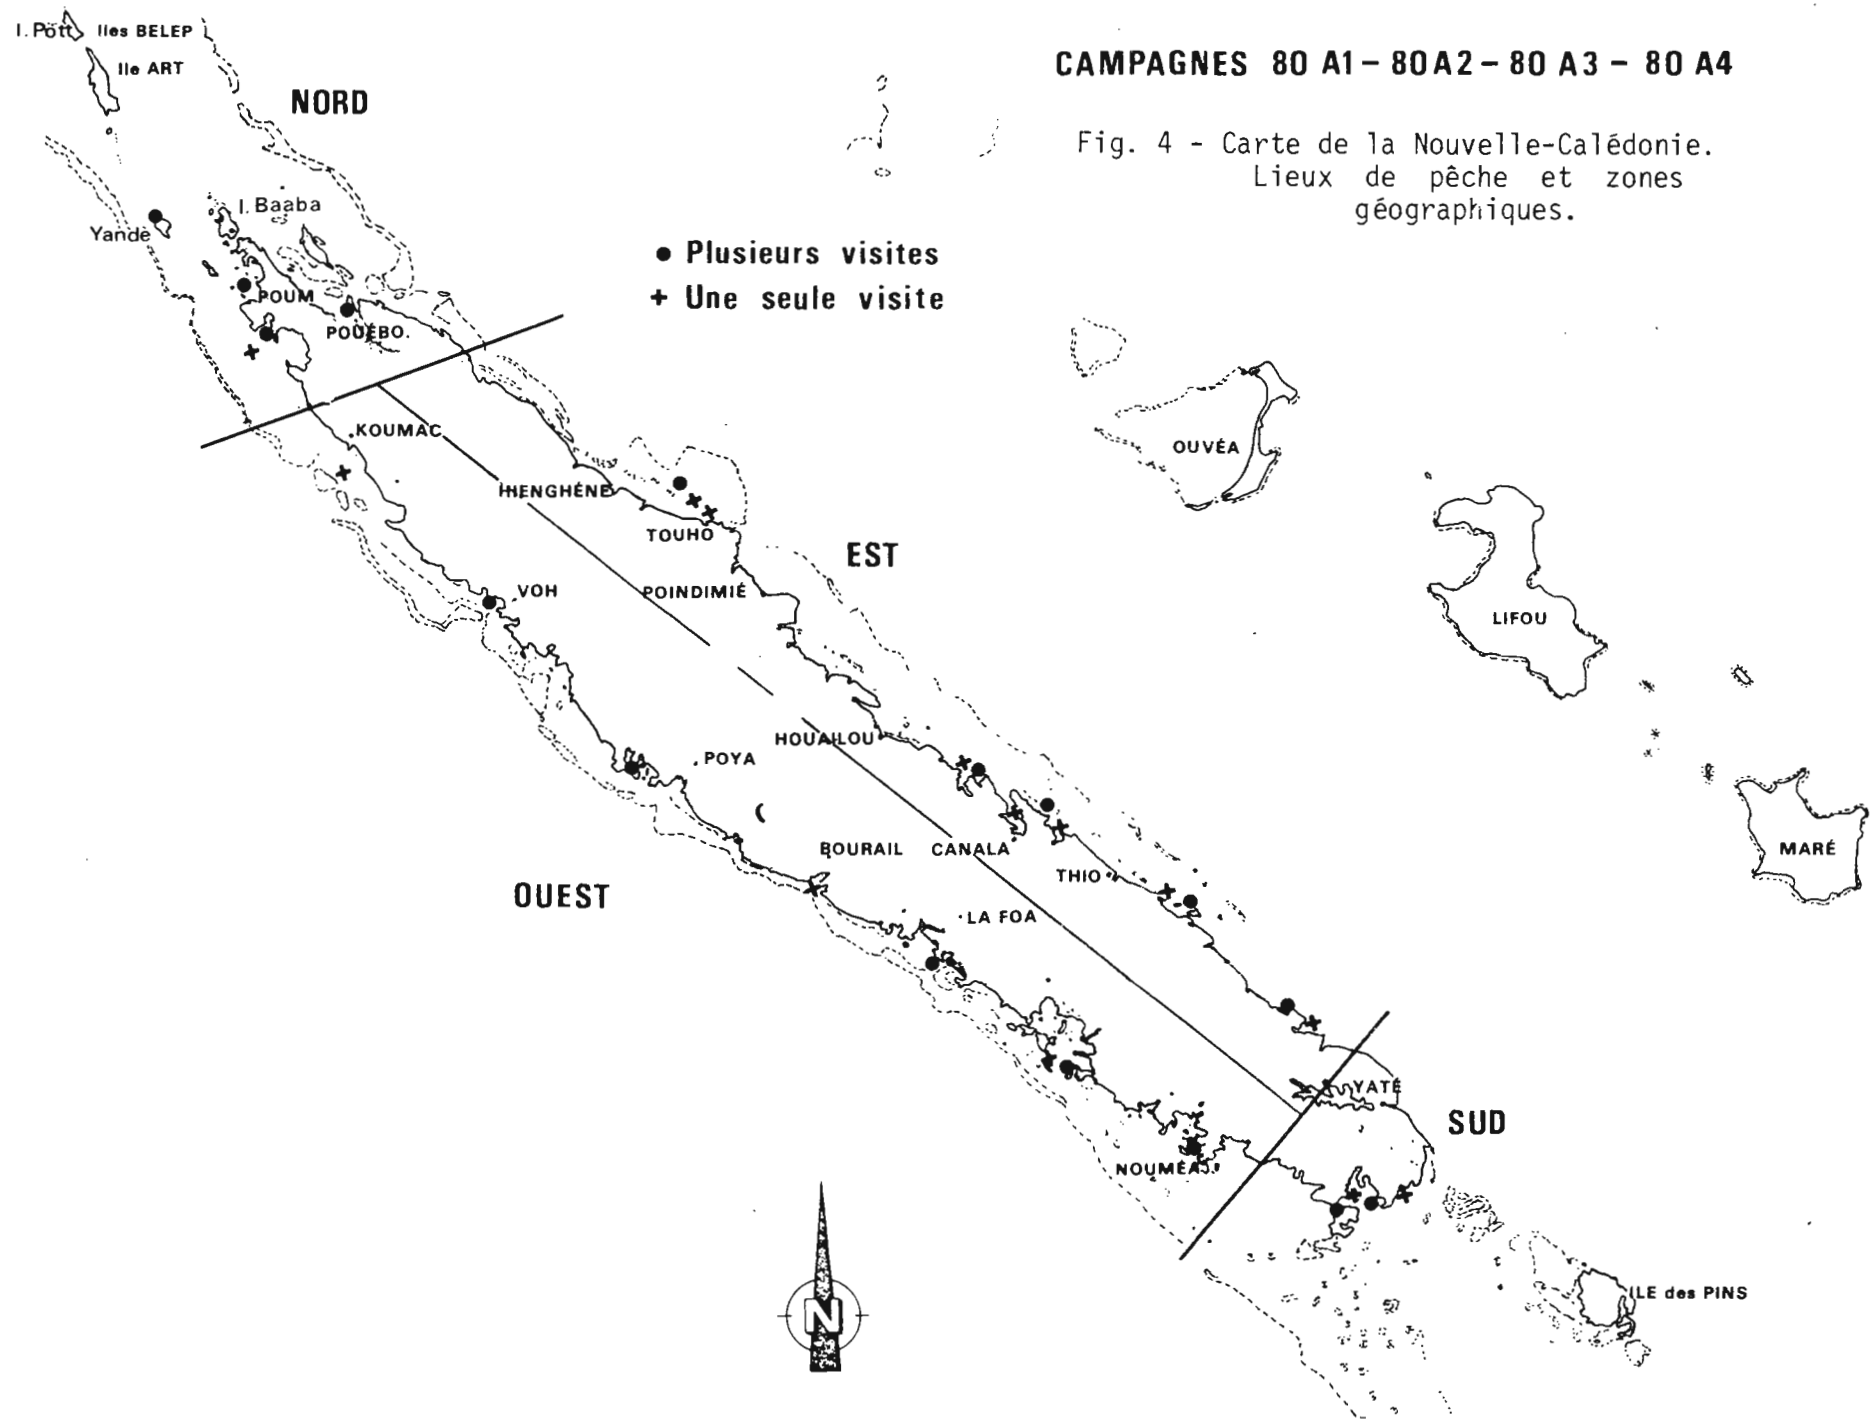 CAMPAGNES 80 A1 – 80 A2 – 80 A3 – 80 A4
Fig. 4 - Carte de la Nouvelle-Calédonie.
Lieux de pêche et zones
géographiques.
● Plusieurs visites
+ Une seule visite
I. Pott Iles BELEP
Ile ART
NORD
I. Baaba
Yandé
POUM
POUÉBO
KOUMAC
HIENGHÉNE
TOUHO
EST
OUVÉA
VOH
POINDIMIÉ
LIFOU
HOUAILOU
POYA
BOURAIL
CANALA
MARÉ
THIO
OUEST
LA FOA
YATÉ
SUD
NOUMÉA
ILE des PINS
N